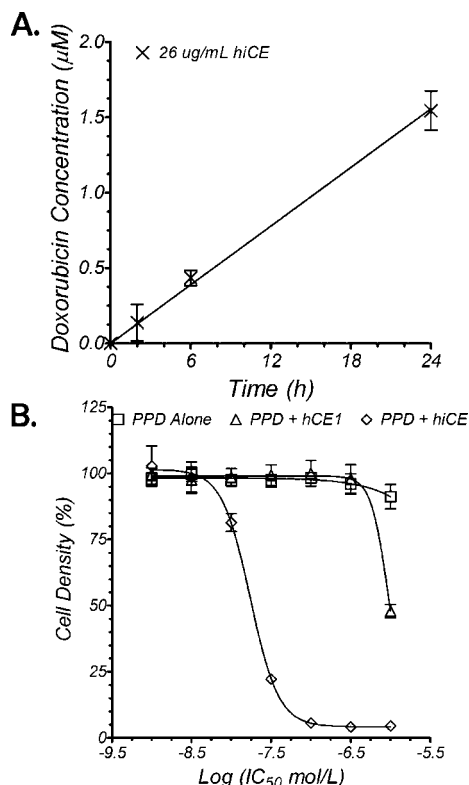 A.
2.0
26 ug/mL hiCE
1.5
1.0
0.5
0.0
Doxorubicin Concentration (μM)
0 6 12 18 24
Time (h)
B.
125
PPD Alone PPD + hCE1 PPD + hiCE
100
75
50
25
0
Cell Density (%)
-9.5 -8.5 -7.5 -6.5 -5.5
Log (IC50 mol/L)